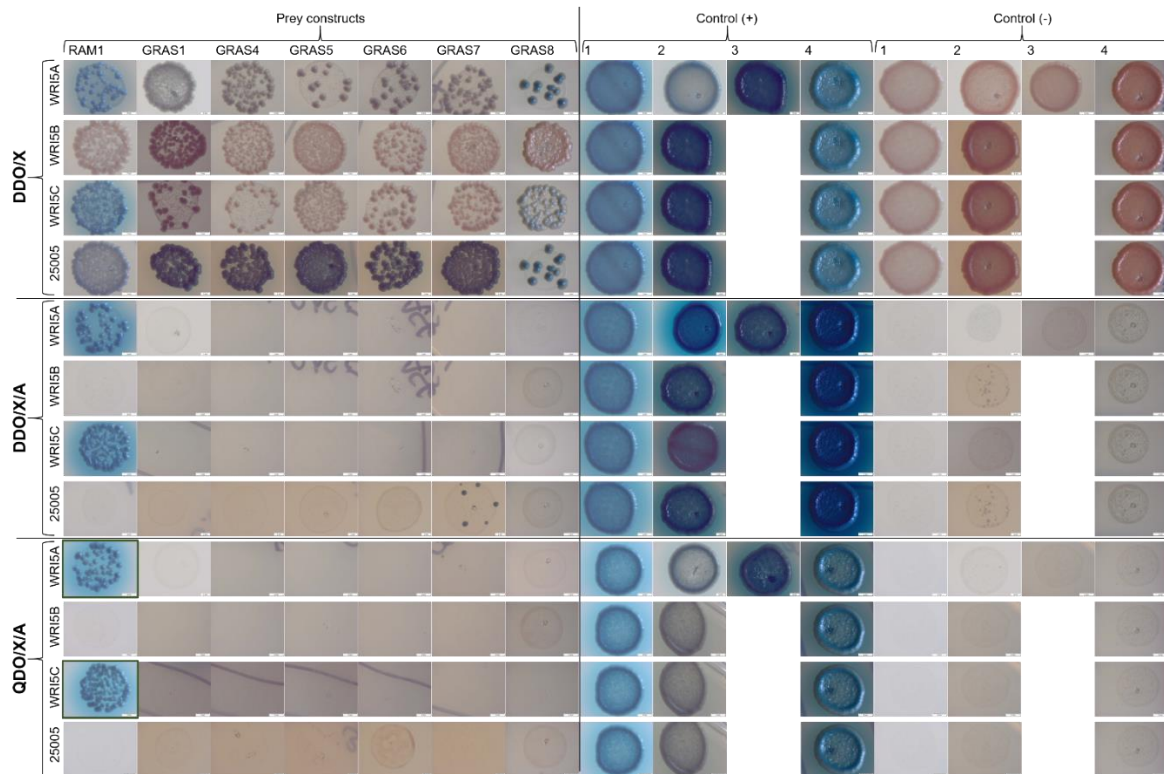 Prey constructs Control (+) Control (-)
RAM1 GRAS1 GRAS4 GRAS5 GRAS6 GRAS7 GRAS8 1 2 3 4 1 2 3 4
DDO/X
WRI5A
WRI5B
WRI5C
25005
DDO/X/A
WRI5A
WRI5B
WRI5C
25005
QDO/X/A
WRI5A
WRI5B
WRI5C
25005